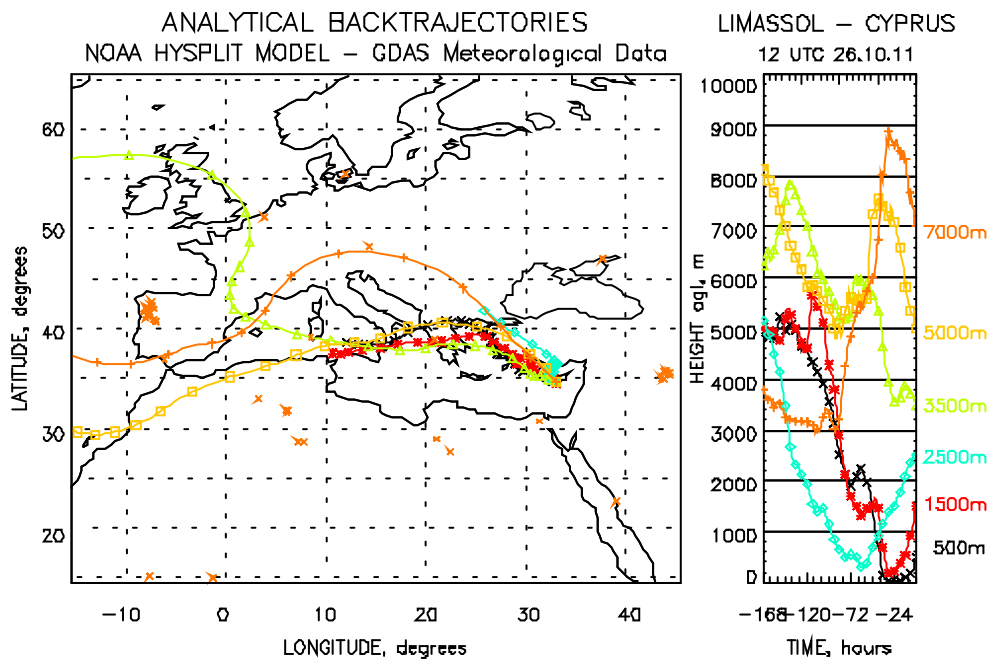 ANALYTICAL BACKTRAJECTORIES
NOAA HYSPLIT MODEL – GDAS Meteorological Data
LIMASSOL – CYPRUS
12 UTC 26.10.11
60
50
40
30
20
LATITUDE, degrees
-10 0 10 20 30 40
LONGITUDE, degrees
10000
9000
8000
7000
6000
5000
4000
3000
2000
1000
0
HEIGHT agl, m
7000m
5000m
3500m
2500m
1500m
500m
-168 -120 -72 -24
TIME, hours